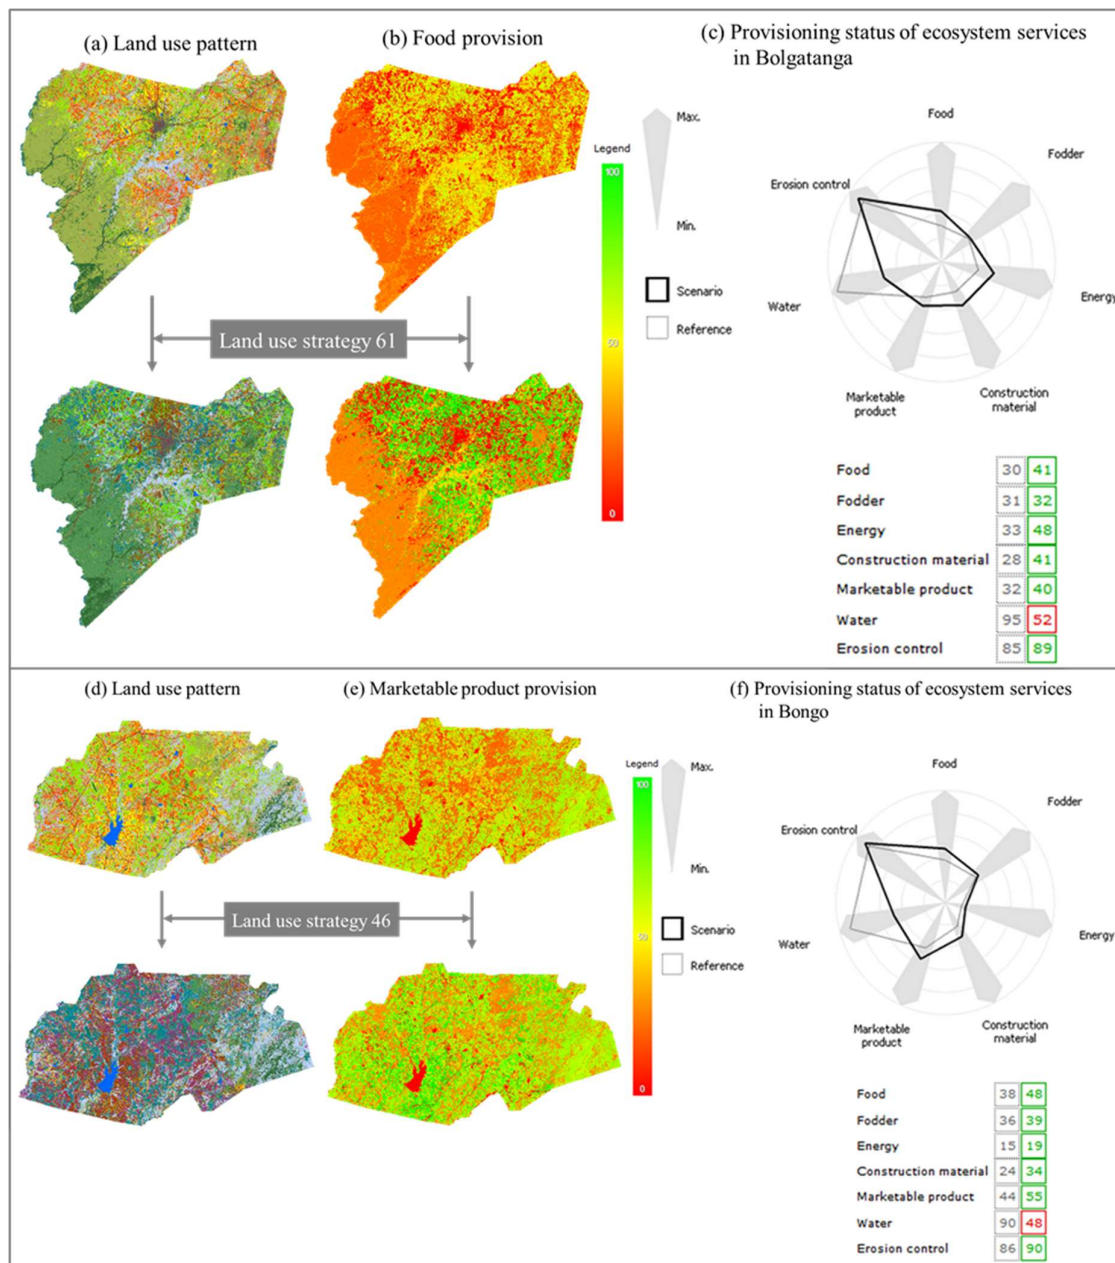 (a) Land use pattern
(b) Food provision
(c) Provisioning status of ecosystem services
in Bolgatanga
Legend
100
50
0
Max.
Min.
Scenario
Reference
Food
Fodder
Energy
Construction
material
Marketable
product
Water
Erosion control
Land use strategy 61
Food 30 41
Fodder 31 32
Energy 33 48
Construction material 28 41
Marketable product 32 40
Water 95 52
Erosion control 85 89
(d) Land use pattern
(e) Marketable product provision
(f) Provisioning status of ecosystem services
in Bongo
Legend
100
50
0
Max.
Min.
Scenario
Reference
Food
Fodder
Energy
Construction
material
Marketable
product
Water
Erosion control
Land use strategy 46
Food 38 48
Fodder 36 39
Energy 15 19
Construction material 24 34
Marketable product 44 55
Water 90 48
Erosion control 86 90